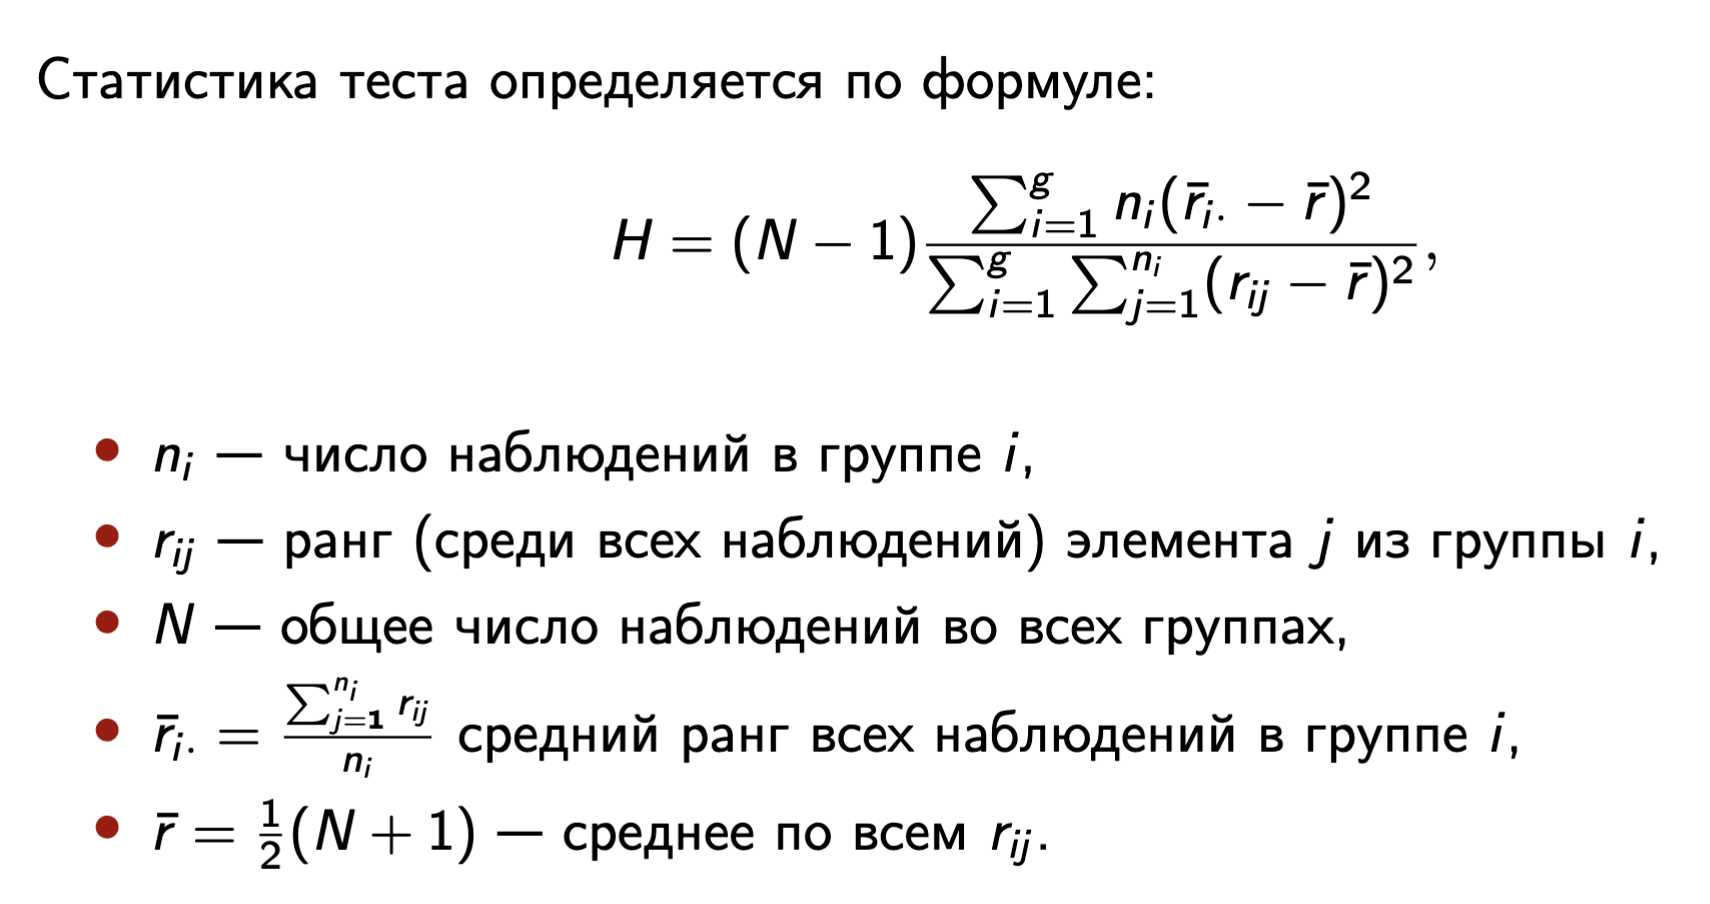 Статистика теста определяется по формуле:
H = (N − 1) \frac{\sum_{i=1}^{g} n_i(\bar{r}_{i\cdot} − \bar{r})^2}{\sum_{i=1}^{g} \sum_{j=1}^{n_i} (r_{ij} − \bar{r})^2},
• n_i — число наблюдений в группе i,
• r_{ij} — ранг (среди всех наблюдений) элемента j из группы i,
• N — общее число наблюдений во всех группах,
• \bar{r}_{i\cdot} = \frac{\sum_{j=1}^{n_i} r_{ij}}{n_i} средний ранг всех наблюдений в группе i,
• \bar{r} = \frac{1}{2}(N + 1) — среднее по всем r_{ij}.